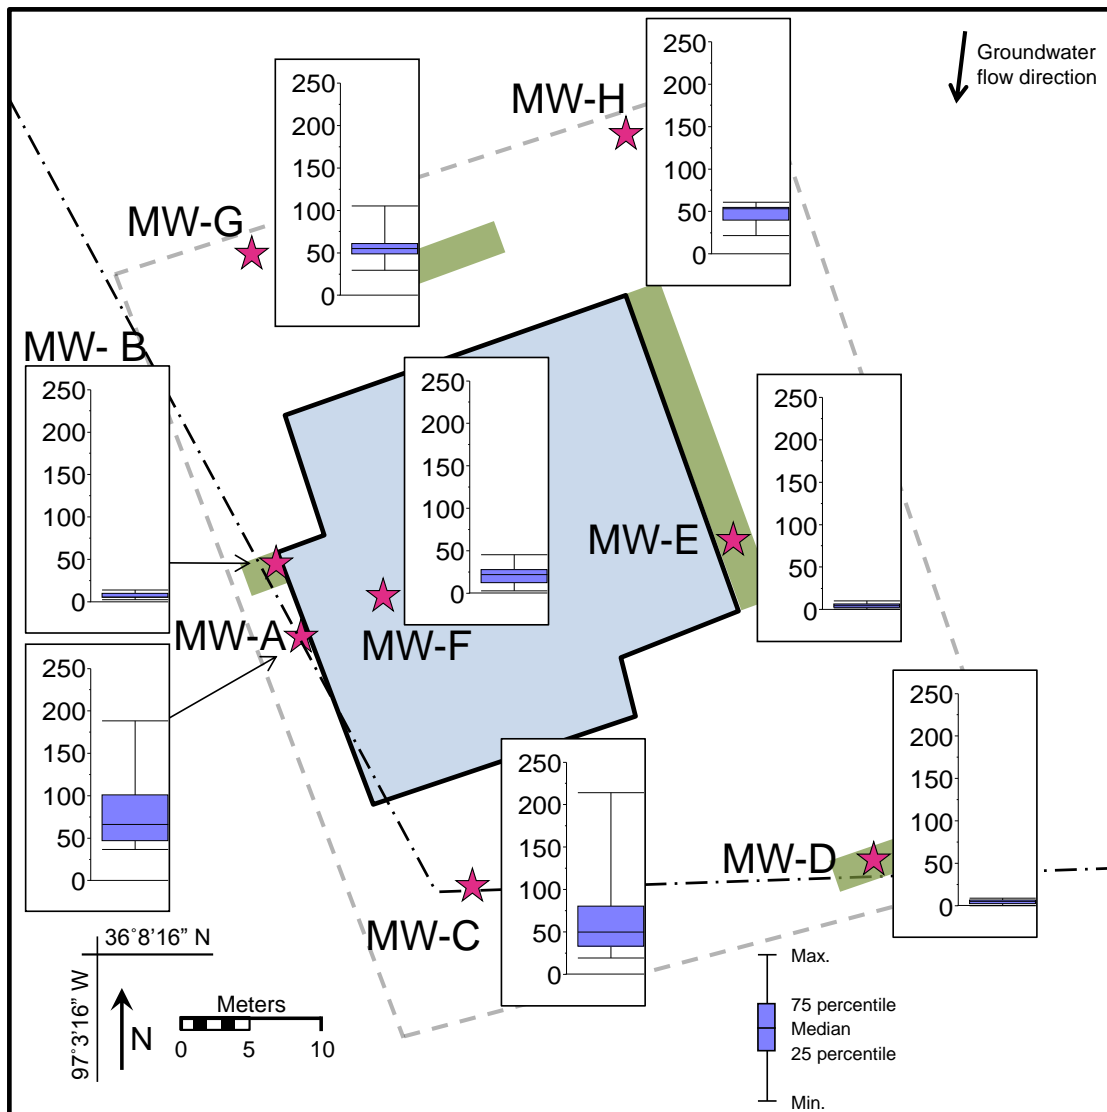 Groundwater
flow direction
MW-H
250
200
150
100
50
0
MW-G
250
200
150
100
50
0
MW- B
250
200
150
100
50
0
250
200
150
100
50
0
MW-E
250
200
150
100
50
0
MW-A
MW-F
250
200
150
100
50
0
MW-C
250
200
150
100
50
0
MW-D
250
200
150
100
50
0
36°8'16” N
97°3'16” W
N
Meters
0 5 10
Max.
75 percentile
Median
25 percentile
Min.